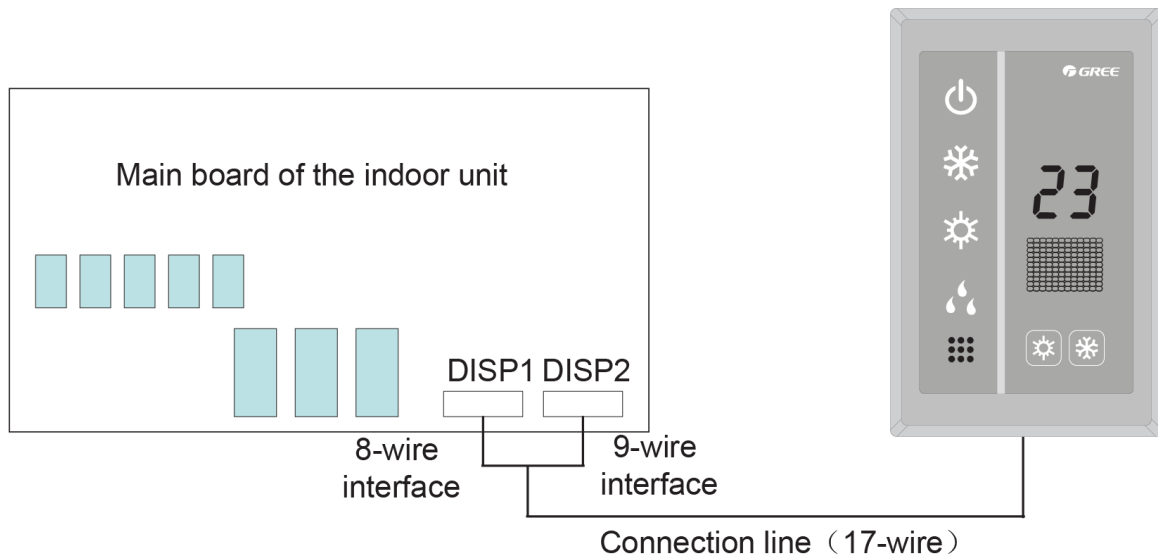 GREE
Main board of the indoor unit
23
DISP1 DISP2
8-wire
interface
9-wire
interface
Connection line（17-wire）